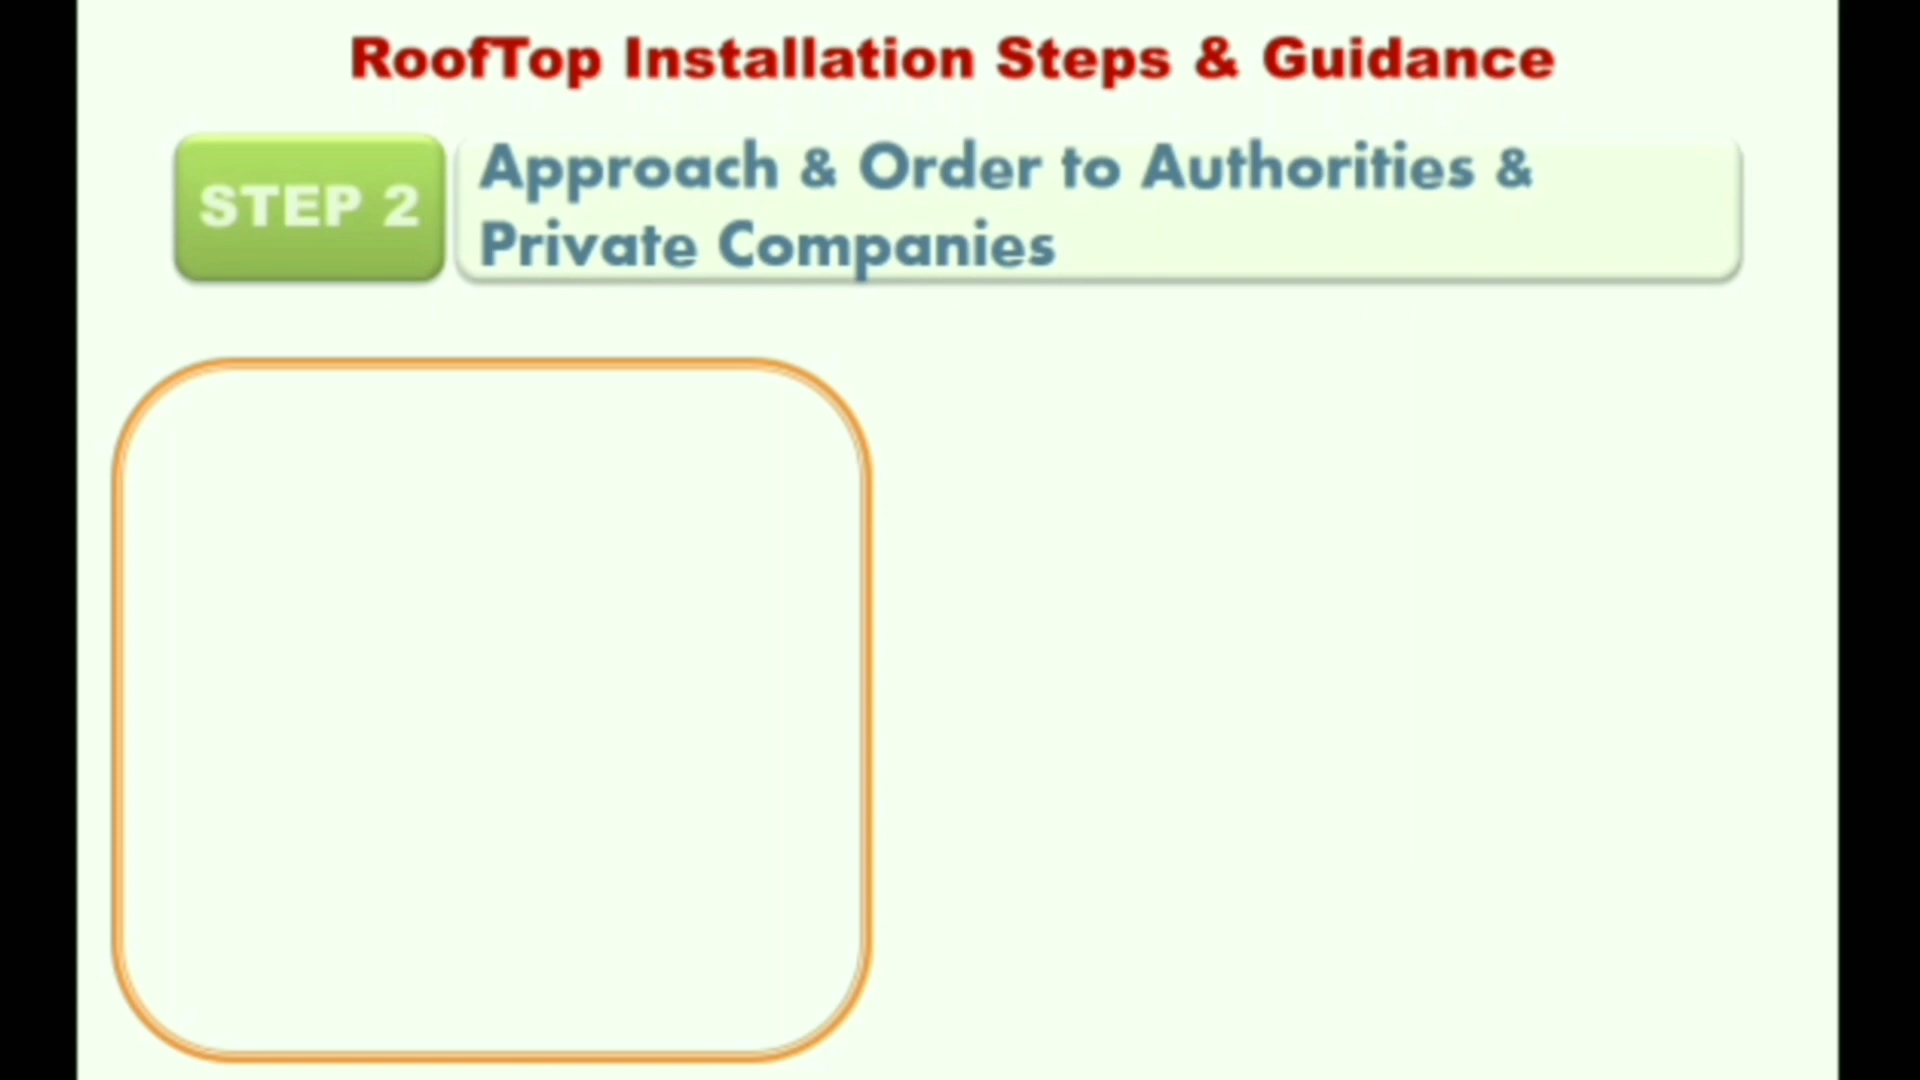 RoofTop Installation Steps & Guidance
STEP 2
Approach & Order to Authorities &
Private Companies